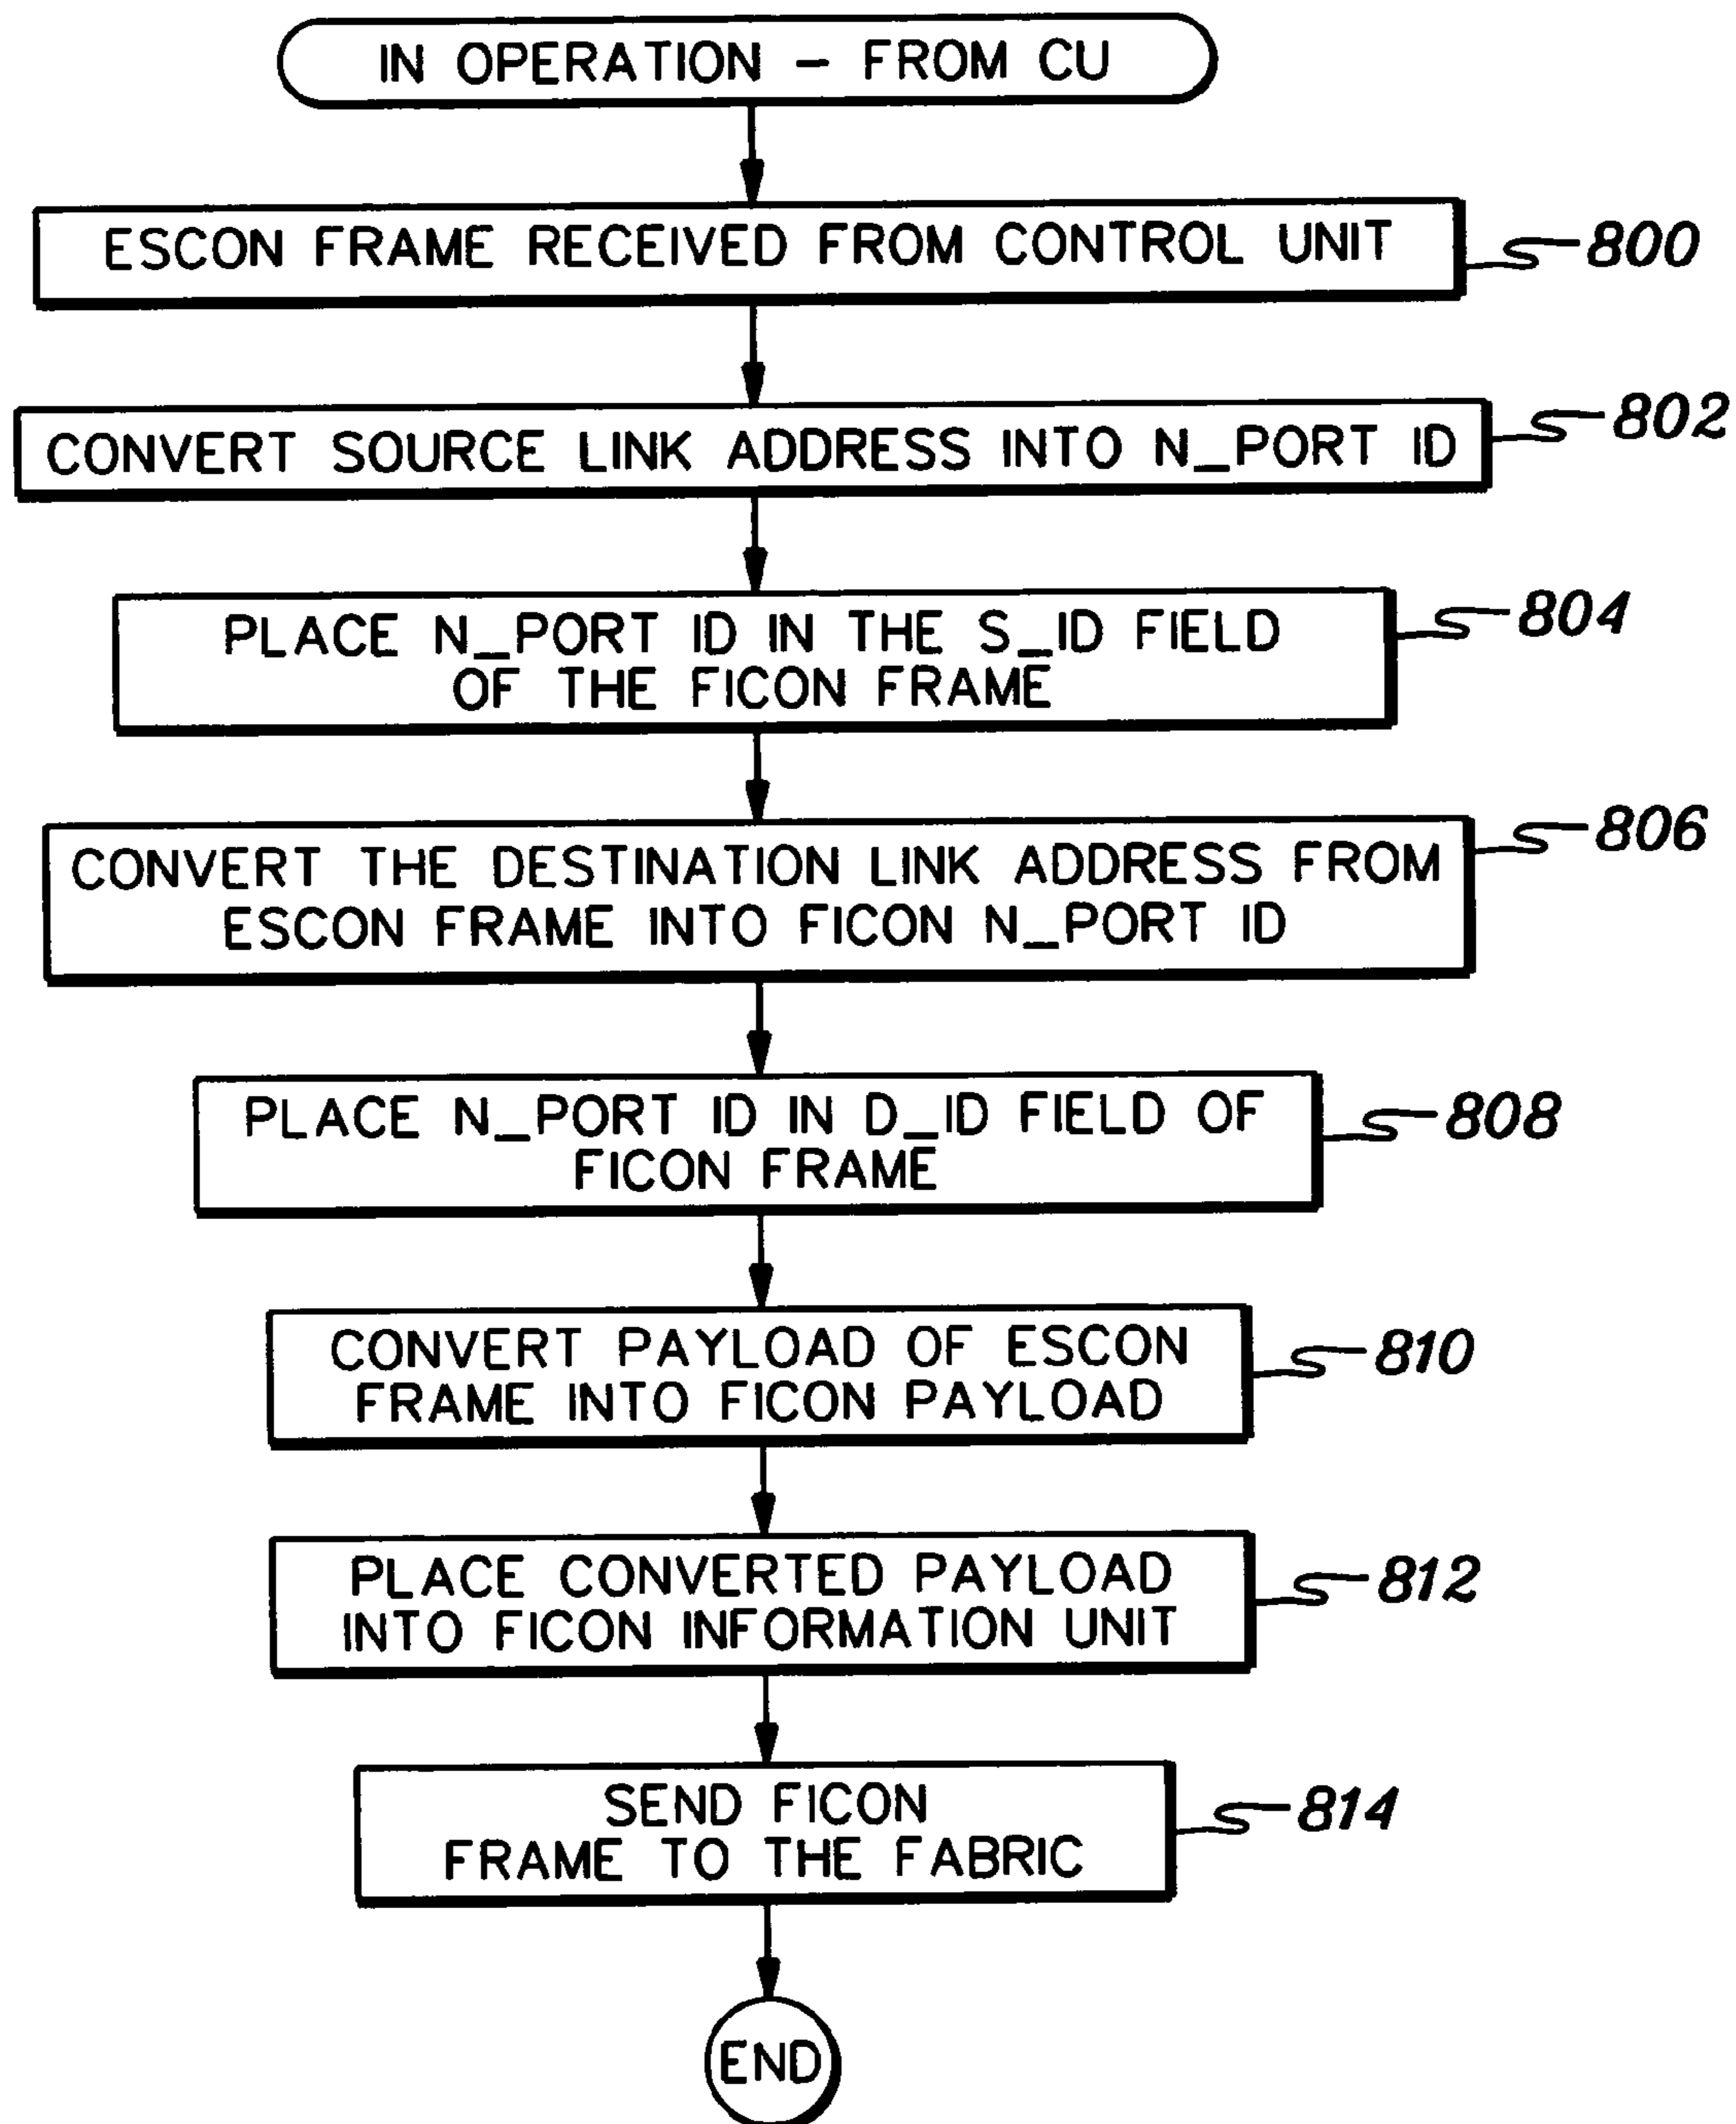 IN OPERATION - FROM CU
ESCON FRAME RECEIVED FROM CONTROL UNIT
800
CONVERT SOURCE LINK ADDRESS INTO N_PORT ID
802
PLACE N_PORT ID IN THE S_ID FIELD
OF THE FICON FRAME
804
CONVERT THE DESTINATION LINK ADDRESS FROM
ESCON FRAME INTO FICON N_PORT ID
806
PLACE N_PORT ID IN D_ID FIELD OF
FICON FRAME
808
CONVERT PAYLOAD OF ESCON
FRAME INTO FICON PAYLOAD
810
PLACE CONVERTED PAYLOAD
INTO FICON INFORMATION UNIT
812
SEND FICON
FRAME TO THE FABRIC
814
END